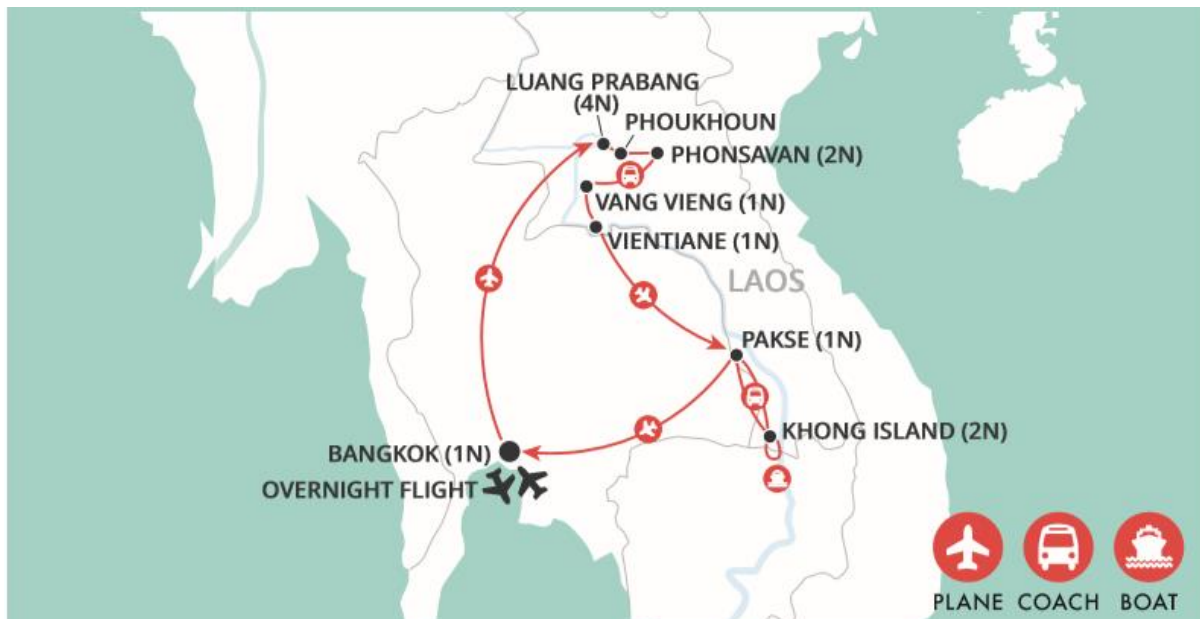 LUANG PRABANG
(4N)
PHOUKHOUN
PHONSAVAN (2N)
VANG VIENG (1N)
VIENTIANE (1N)
LAOS
PAKSE (1N)
KHONG ISLAND (2N)
BANGKOK (1N)
OVERNIGHT FLIGHT
PLANE COACH BOAT